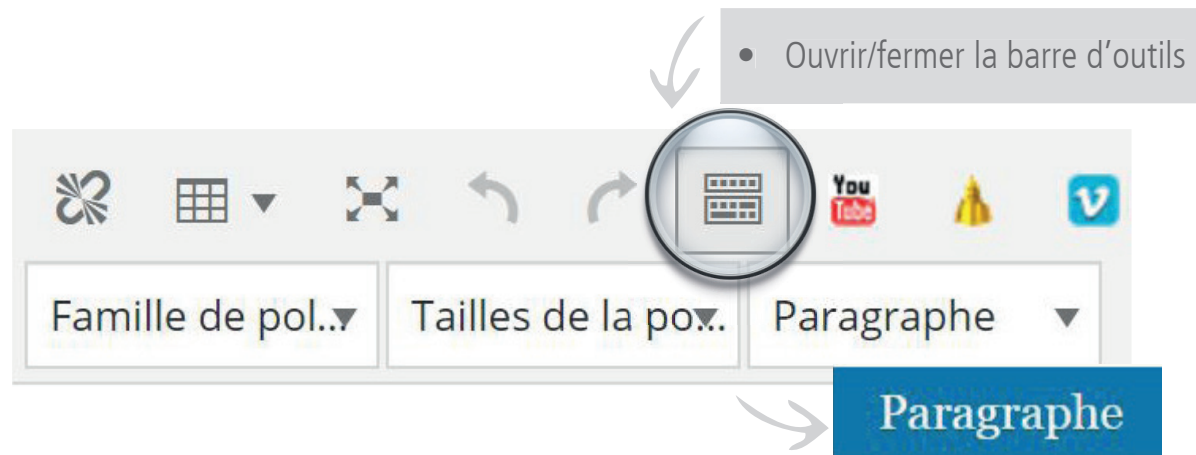 • Ouvrir/fermer la barre d’outils
You
Tube
Famille de pol... Tailles de la po... Paragraphe
Paragraphe